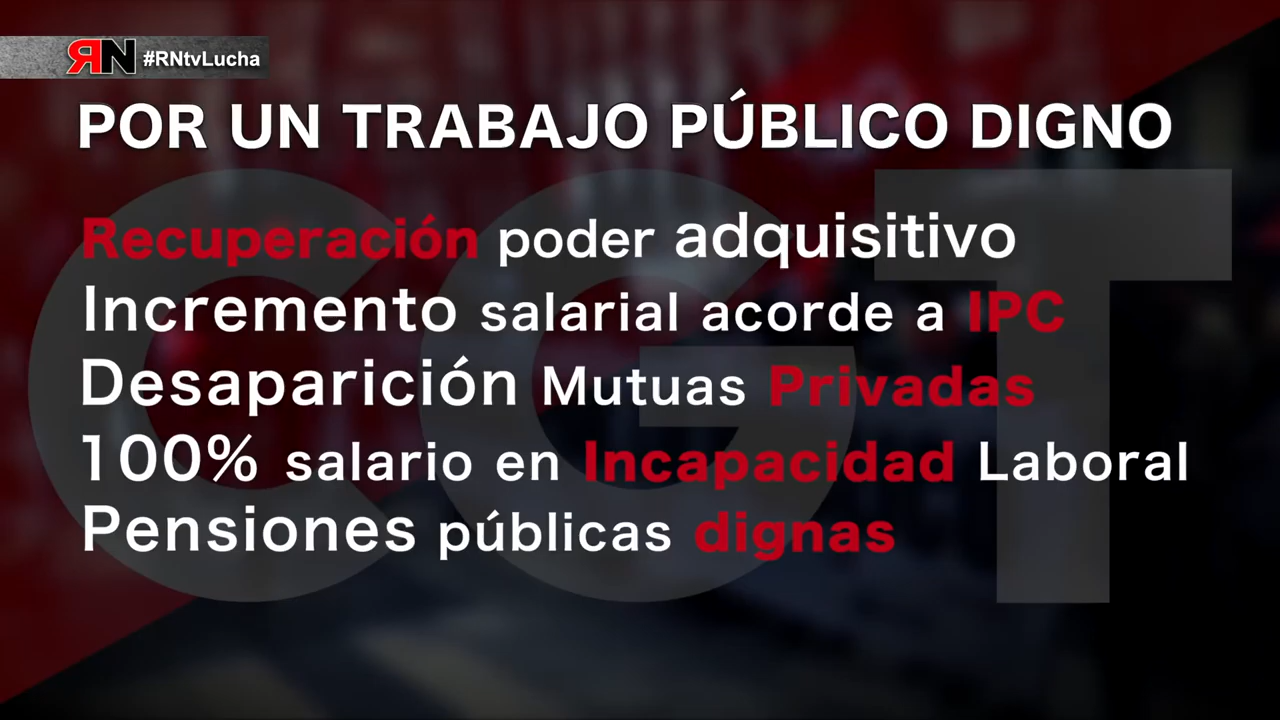 RN #RNtvLucha
POR UN TRABAJO PÚBLICO DIGNO
Recuperación poder adquisitivo
Incremento salarial acorde a IPC
Desaparición Mutuas Privadas
100% salario en Incapacidad Laboral
Pensiones públicas dignas
CGT